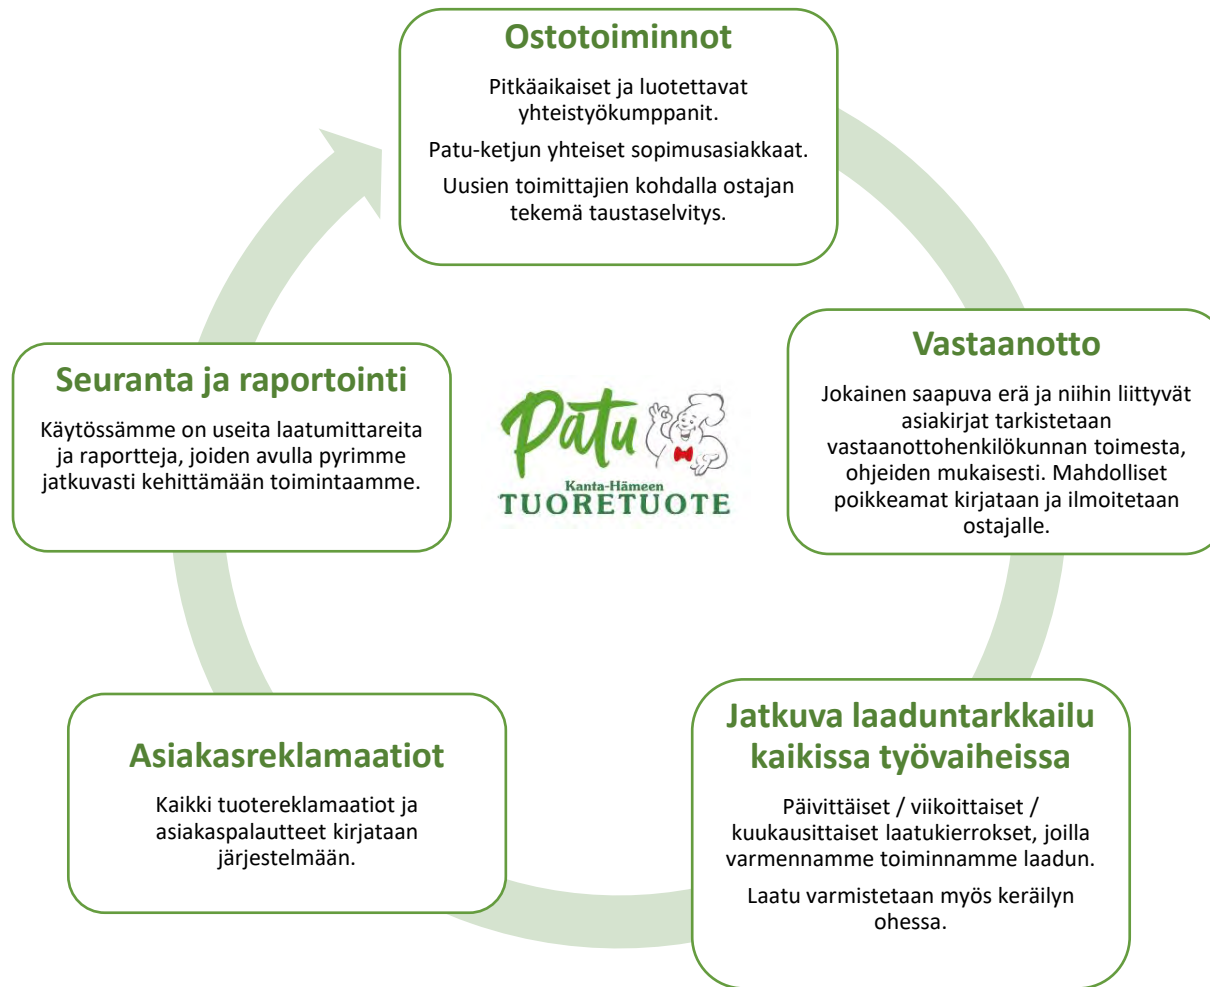 Ostotoiminnot
Pitkäaikaiset ja luotettavat
yhteistyökumppanit.
Patu-ketjun yhteiset sopimusasiakkaat.
Uusien toimittajien kohdalla ostajan
tekemä taustaselvitys.
Vastaanotto
Jokainen saapuva erä ja niihin liittyvät
asiakirjat tarkistetaan
vastaanottohenkilökunnan toimesta,
ohjeiden mukaisesti. Mahdolliset
poikkeamat kirjataan ja ilmoitetaan
ostajalle.
Jatkuva laaduntarkkailu
kaikissa työvaiheissa
Päivittäiset / viikoittaiset /
kuukausittaiset laatukierrokset, joilla
varmennamme toiminnamme laadun.
Laatu varmistetaan myös keräilyn
ohessa.
Asiakasreklamaatiot
Kaikki tuotereklamaatiot ja
asiakaspalautteet kirjataan
järjestelmään.
Seuranta ja raportointi
Käytössämme on useita laatumittareita
ja raportteja, joiden avulla pyrimme
jatkuvasti kehittämään toimintaamme.
Patu
Kanta-Hämeen
TUORETUOTE